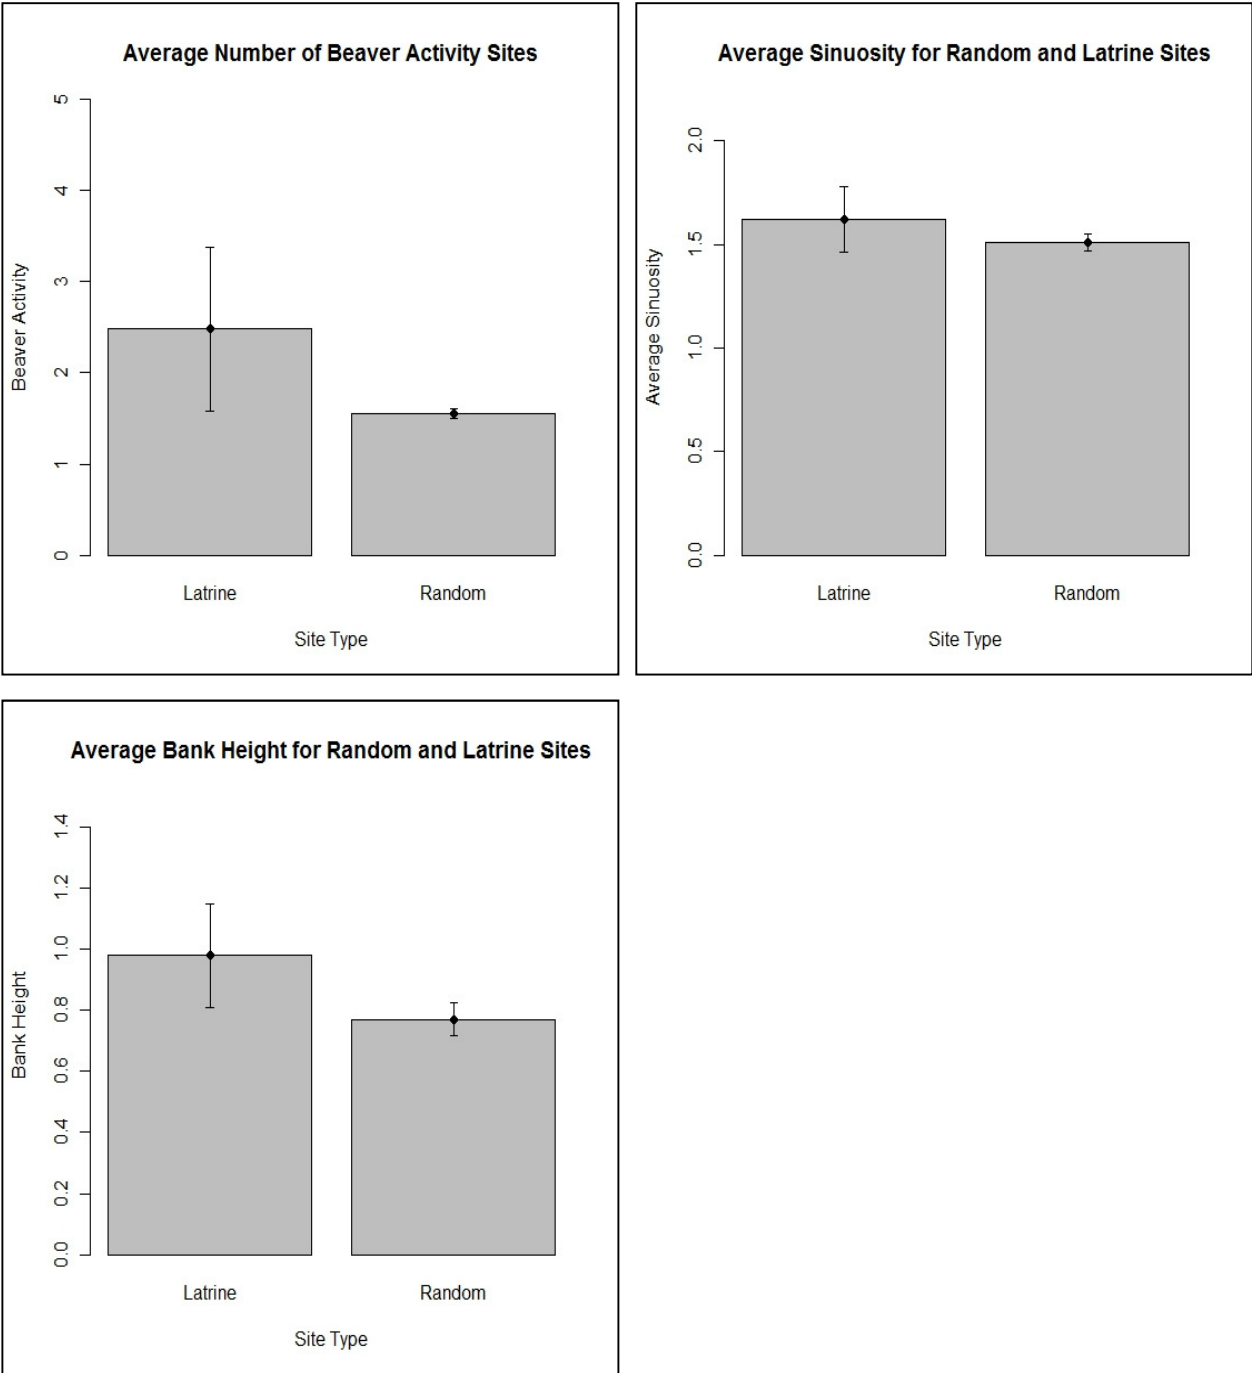 Average Number of Beaver Activity Sites
5
4
3
2
1
0
Beaver Activity
Latrine Random
Site Type
Average Sinuosity for Random and Latrine Sites
2.0
1.5
1.0
0.5
0.0
Average Sinuosity
Latrine Random
Site Type
Average Bank Height for Random and Latrine Sites
1.4
1.2
1.0
0.8
0.6
0.4
0.2
0.0
Bank Height
Latrine Random
Site Type